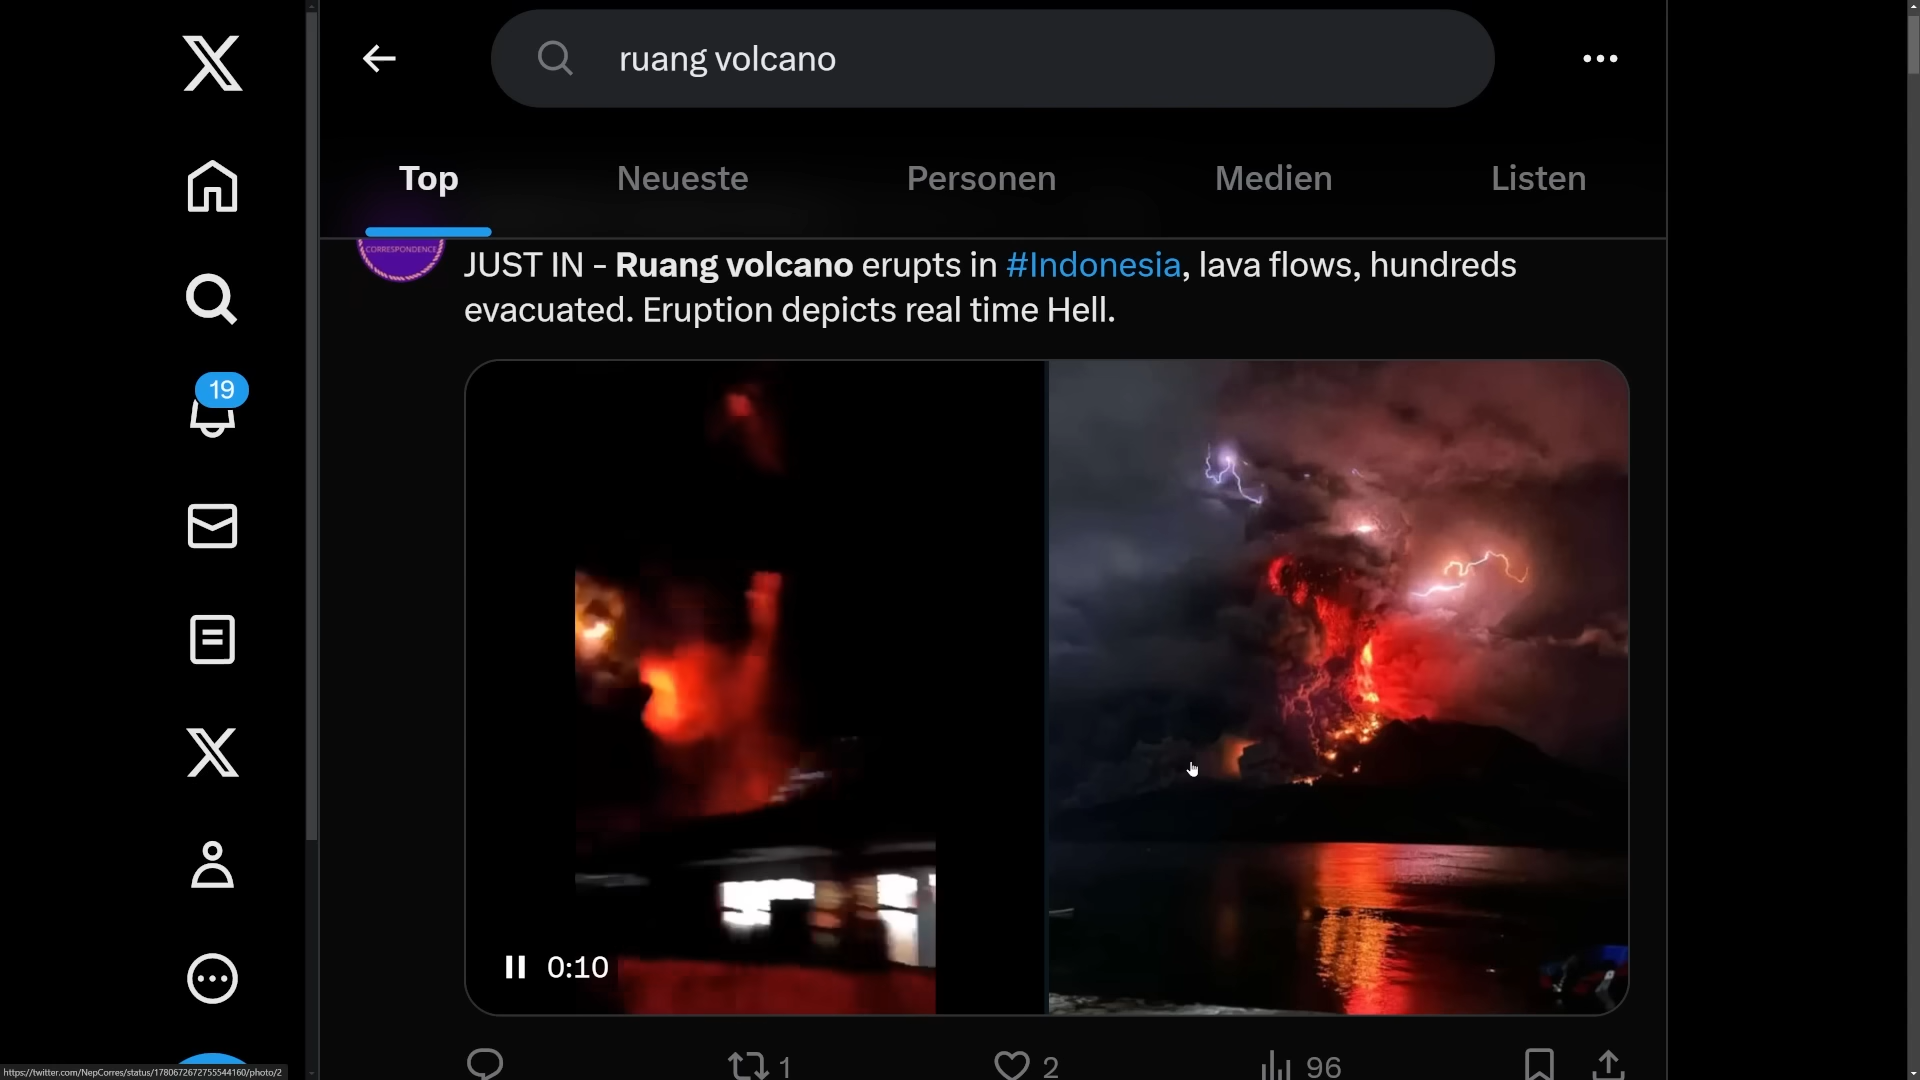 ruang volcano
Top Neueste Personen Medien Listen
CORRESPONDENCE
JUST IN - Ruang volcano erupts in #Indonesia, lava flows, hundreds
evacuated. Eruption depicts real time Hell.
19
0:10
1 2 96
https://twitter.com/NepCorres/status/1780672672755544160/photo/2